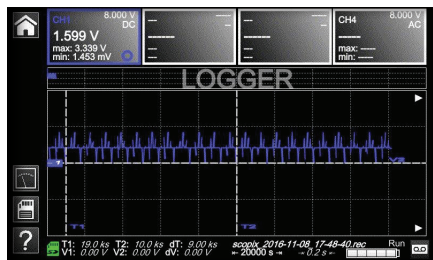 CH1 8.000 V
DC
1.599 V
max: 3.339 V
min: 1.453 mV
CH4 8.000 V
AC
max: -----
min: -----
LOGGER
1
T1 T2
T1: 19.0 ks T2: 10.0 ks dT: 9.00 ks scopix_2016-11-08_17-48-40.rec Run
V1: 0.00 V V2: 0.00 V dV: 0.00 V 20000 s 0.2 s
?